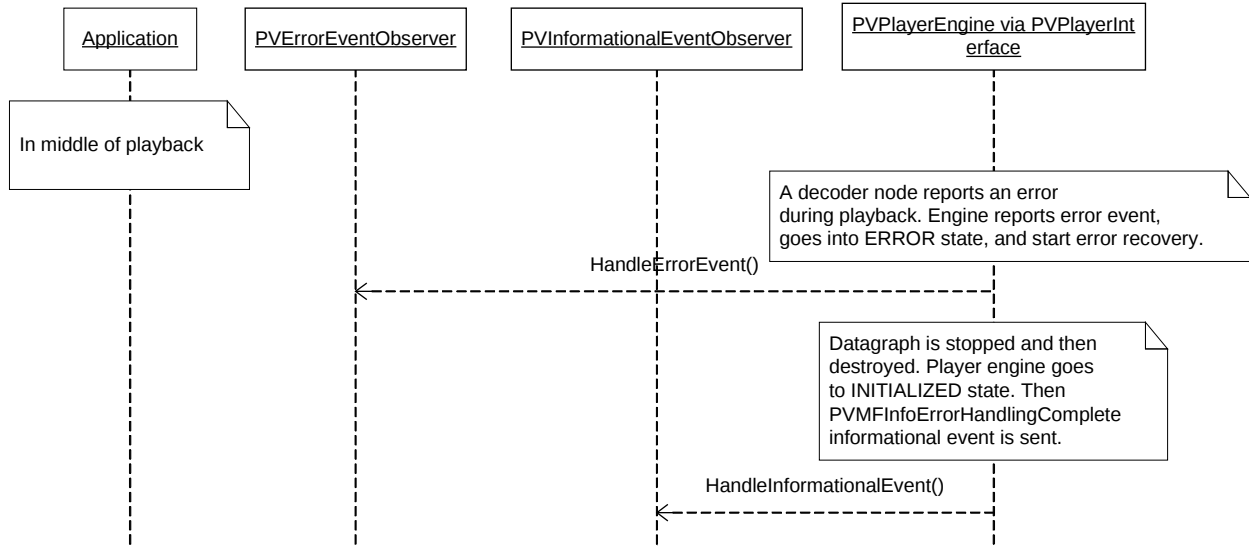 Application
PVErrorEventObserver
PVInformationalEventObserver
PVPlayerEngine via PVPlayerInt
erface
In middle of playback
A decoder node reports an error
during playback. Engine reports error event,
goes into ERROR state, and start error recovery.
HandleErrorEvent()
Datagraph is stopped and then
destroyed. Player engine goes
to INITIALIZED state. Then
PVMFInfoErrorHandlingComplete
informational event is sent.
HandleInformationalEvent()